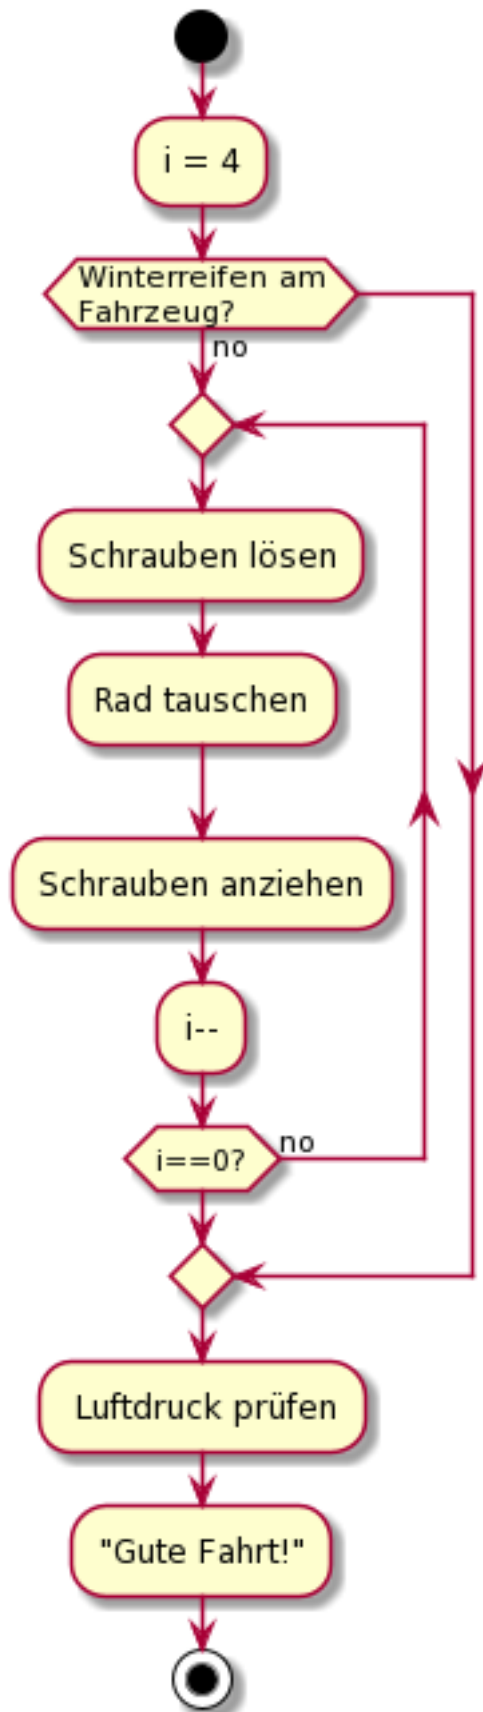 i = 4
Winterreifen am
Fahrzeug?
no
Schrauben lösen
Rad tauschen
Schrauben anziehen
i--
i==0?
no
Luftdruck prüfen
"Gute Fahrt!"